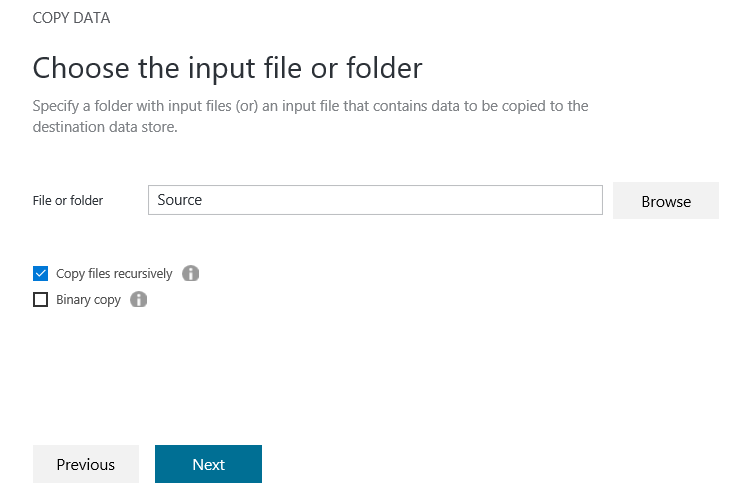 COPY DATA
Choose the input file or folder
Specify a folder with input files (or) an input file that contains data to be copied to the
destination data store.
File or folder Source Browse
Copy files recursively
Binary copy
Previous Next